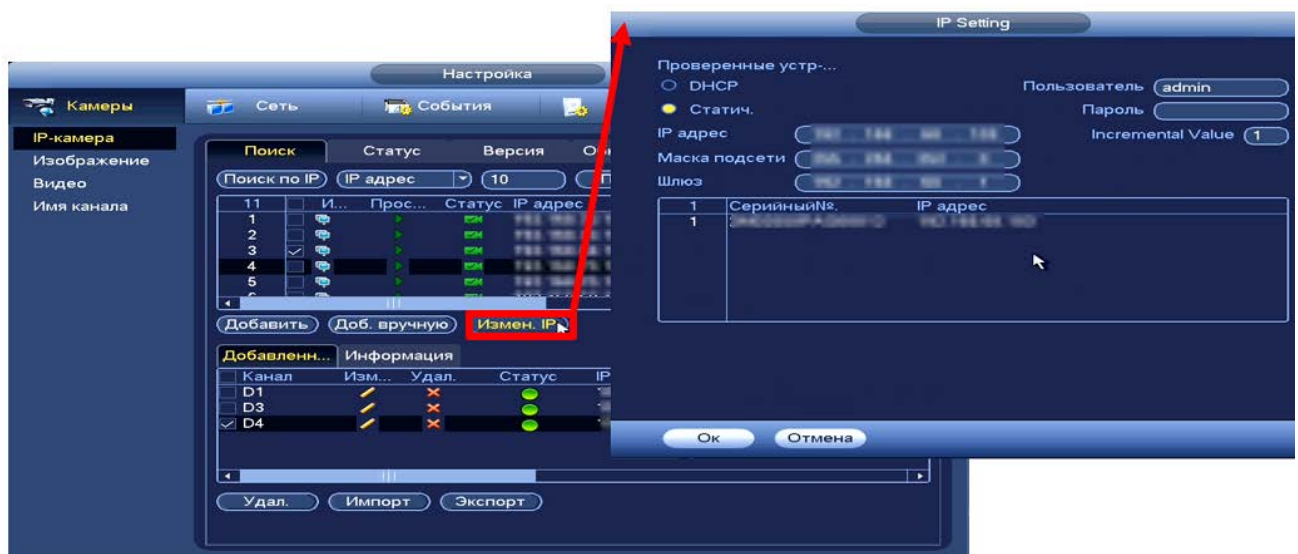 Настройка
Камеры
Сеть
События
IP-камера
Изображение
Видео
Имя канала
Поиск
Статус
Версия
Поиск по IP
IP адрес
10
11 И... Прос... Статус IP адрес
1
2
3
4
5
Добавить
Доб. вручную
Измен. IP
Добавленн...
Информация
Канал Изм... Удал. Статус IP
D1
D3
D4
Удал.
Импорт
Экспорт
IP Setting
Проверенные устр-...
DHCP
Статич.
IP адрес
Маска подсети
Шлюз
Пользователь admin
Пароль
Incremental Value 1
1 Серийный№. IP адрес
1
Ок
Отмена